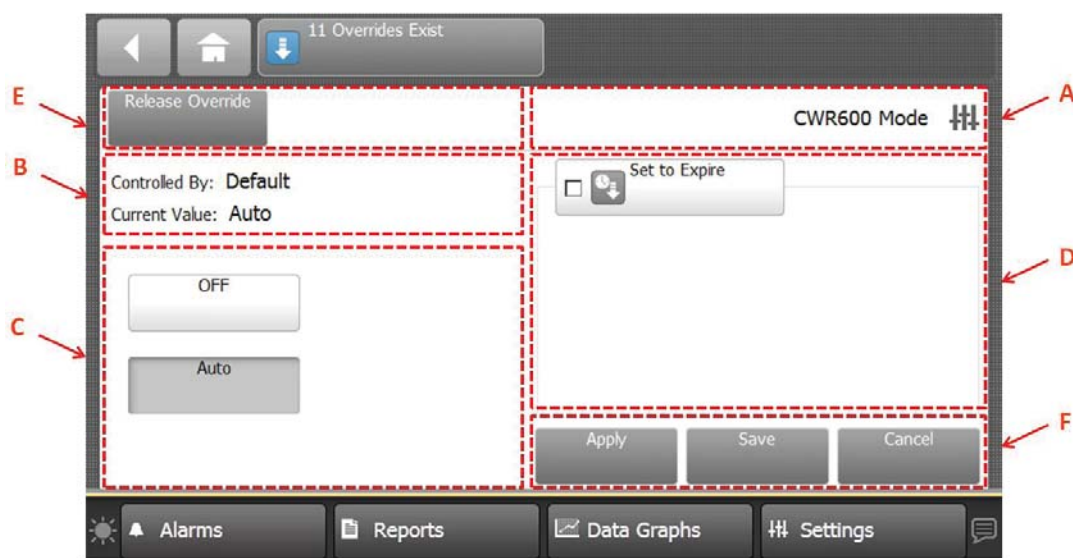 11 Overrides Exist
E
Release Override
CWR600 Mode
A
B
Controlled By: Default
Current Value: Auto
Set to Expire
D
C
OFF
Auto
Apply
Save
Cancel
F
Alarms
Reports
Data Graphs
Settings